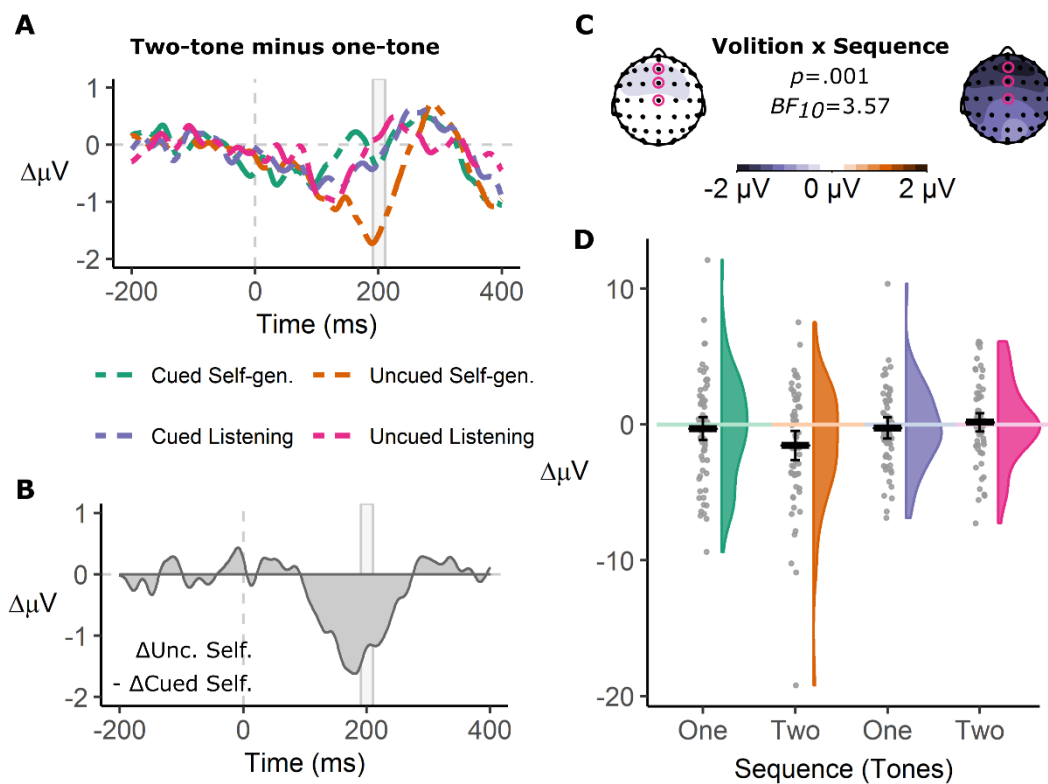 A
Two-tone minus one-tone
1
0
-1
-2
ΔµV
-200
0
200
400
Time (ms)
Cued Self-gen.
Uncued Self-gen.
Cued Listening
Uncued Listening
B
1
0
-1
-2
ΔµV
ΔUnc. Self.
- ΔCued Self.
-200
0
200
400
Time (ms)
C
Volition x Sequence
p=.001
BF10=3.57
-2 µV
0 µV
2 µV
D
10
0
-10
-20
ΔµV
One
Two
One
Two
Sequence (Tones)